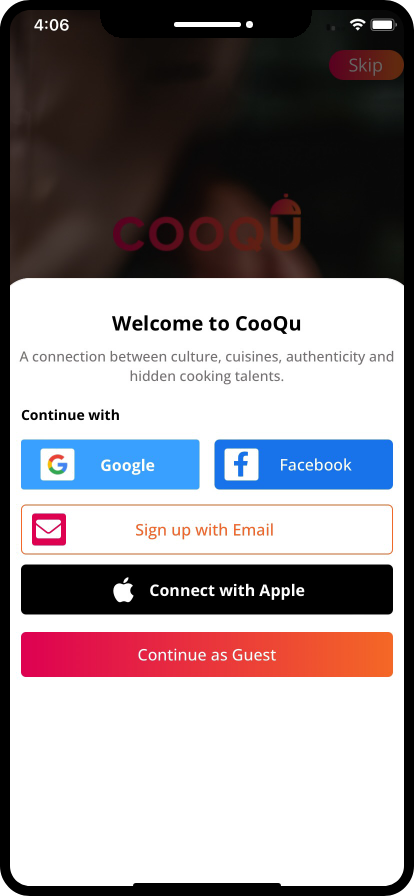 4:06
Skip
COOQU
Welcome to CooQu
A connection between culture, cuisines, authenticity and
hidden cooking talents.
Continue with
Google
Facebook
Sign up with Email
Connect with Apple
Continue as Guest